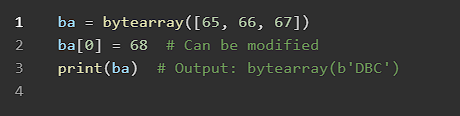 1 ba = bytearray([65, 66, 67])
2 ba[0] = 68  # Can be modified
3 print(ba)  # Output: bytearray(b'DBC')
4